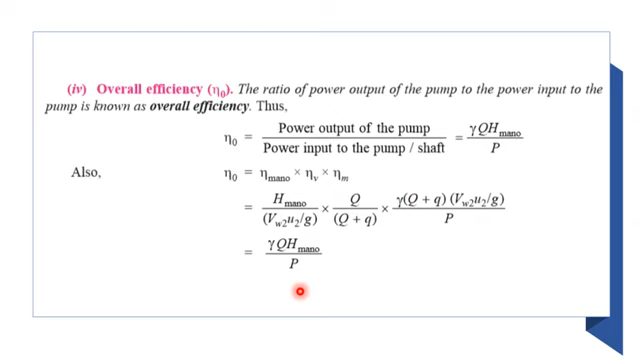 (iv) Overall efficiency (η₀). The ratio of power output of the pump to the power input to the
pump is known as overall efficiency. Thus,
η₀ = Power output of the pump / Power input to the pump / shaft = γQH_mano / P
Also, η₀ = η_mano × η_v × η_m
= H_mano / (V_w2 u₂/g) × Q / (Q + q) × γ(Q + q) (V_w2 u₂/g) / P
= γQH_mano / P